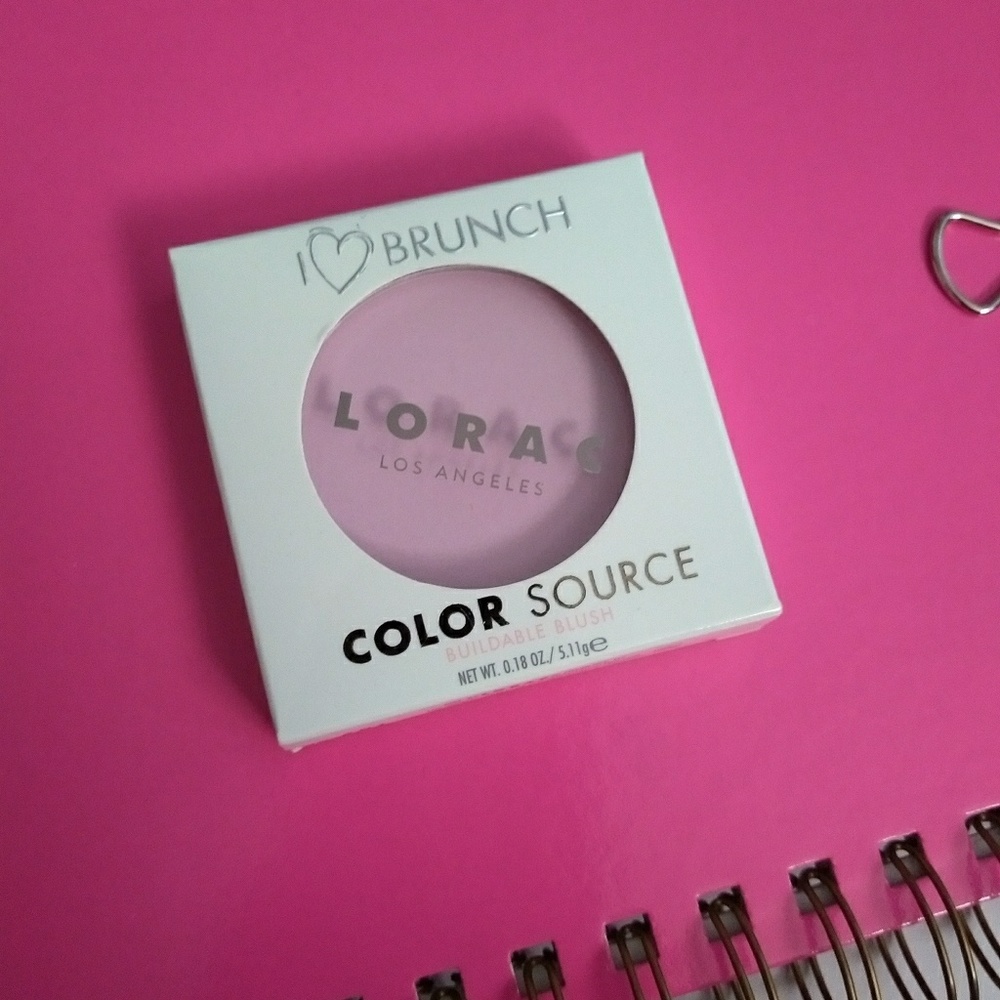 I ♡ BRUNCH
LORAC
LOS ANGELES
COLOR SOURCE
BUILDABLE BLUSH
NET WT. 0.18 OZ./ 5.11g℮